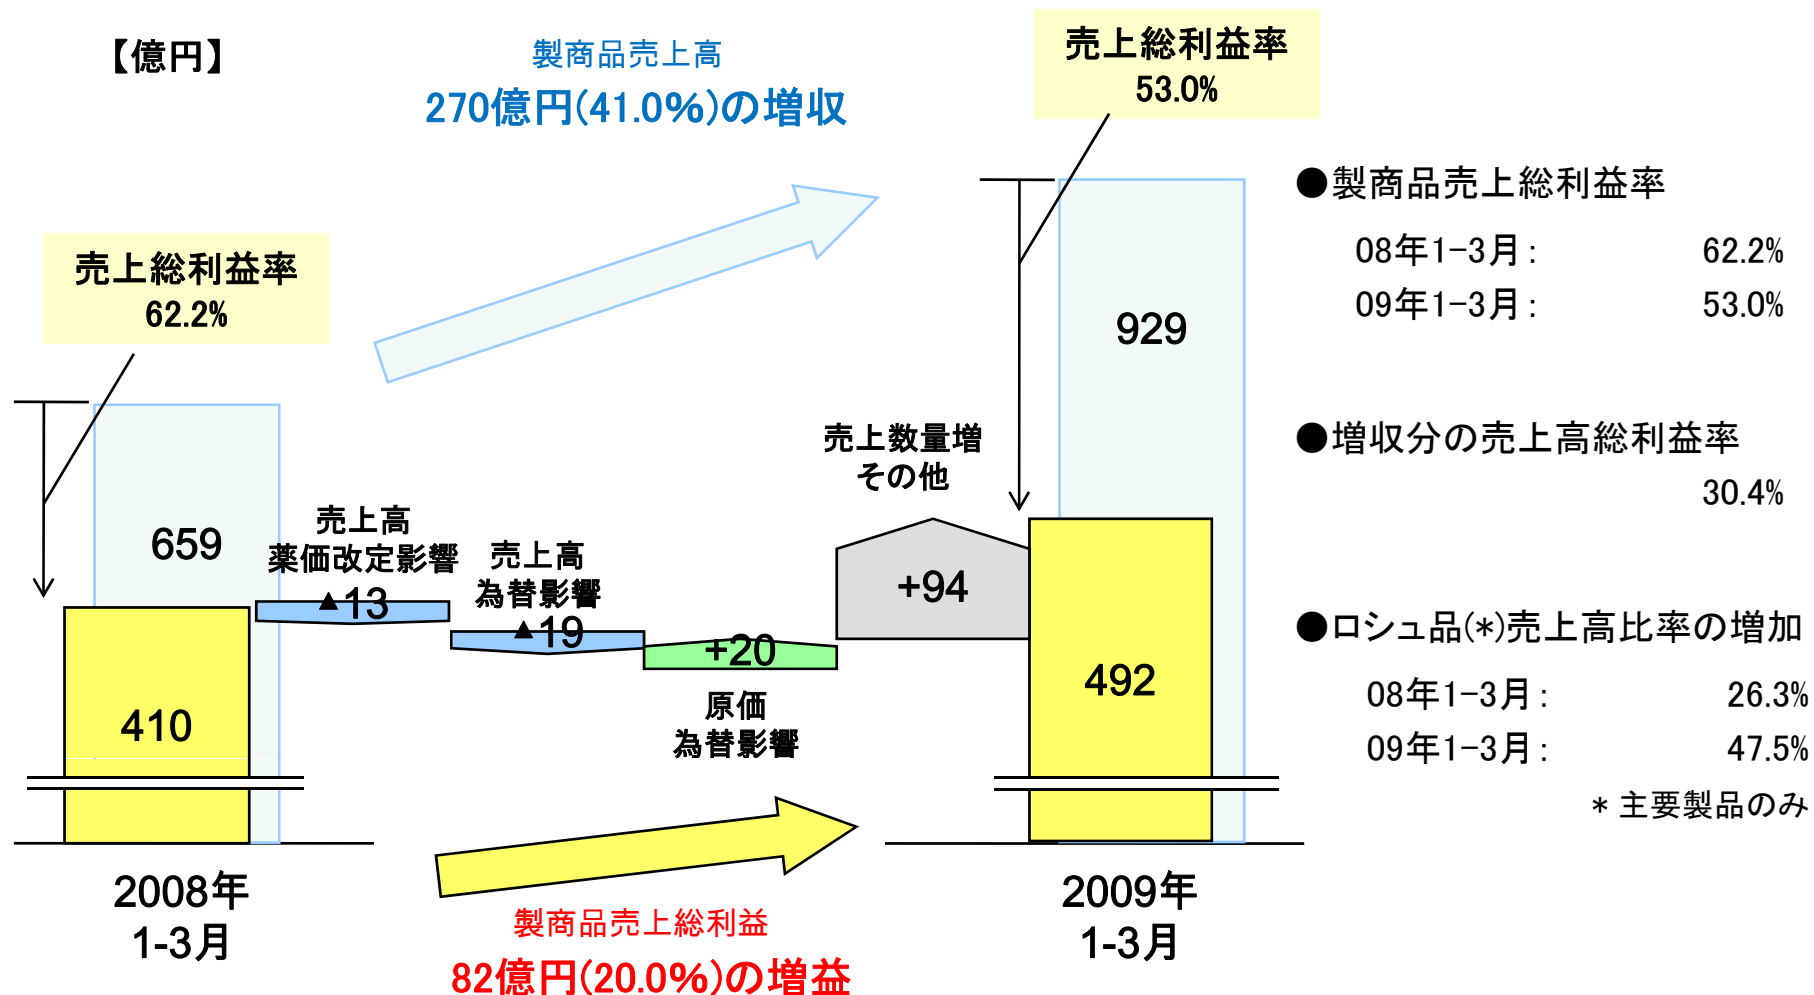 【億円】
製商品売上高
270億円(41.0%)の増収
売上総利益率
53.0%
売上総利益率
62.2%
659
410
売上高
薬価改定影響
▲13
売上高
為替影響
▲19
+20
原価
為替影響
売上数量増
その他
+94
929
492
2008年
1-3月
2009年
1-3月
製商品売上総利益
82億円(20.0%)の増益
●製商品売上総利益率
08年1-3月: 62.2%
09年1-3月: 53.0%
●増収分の売上高総利益率
30.4%
●ロシュ品(*)売上高比率の増加
08年1-3月: 26.3%
09年1-3月: 47.5%
* 主要製品のみ